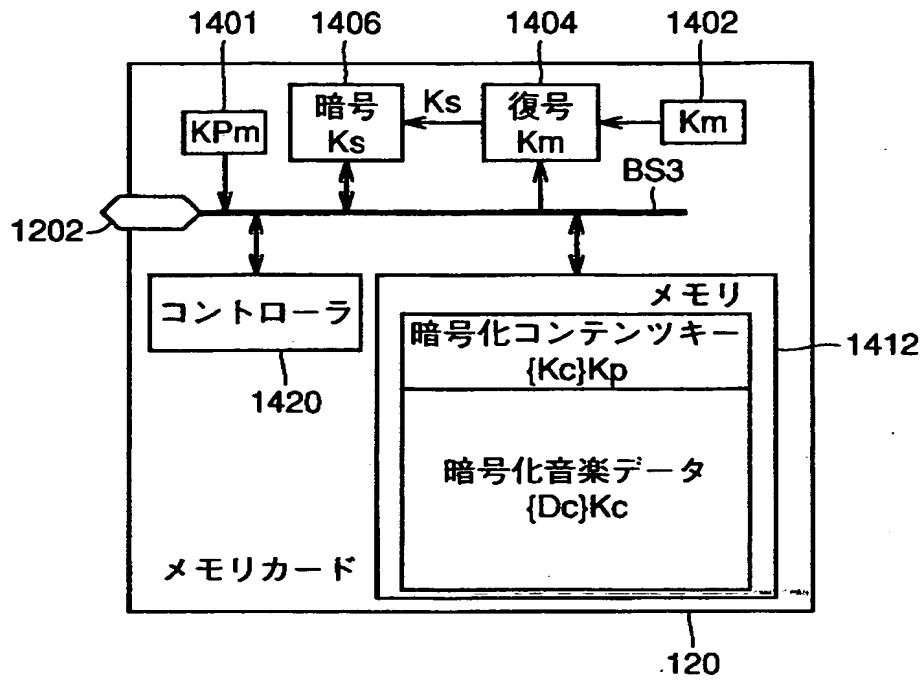 1401 1406 1404 1402
KPm
暗号
Ks
Ks
復号
Km
Km
BS3
1202
コントローラ
1420
メモリ
暗号化コンテンツキー
{Kc}Kp
1412
暗号化音楽データ
{Dc}Kc
メモリカード
120